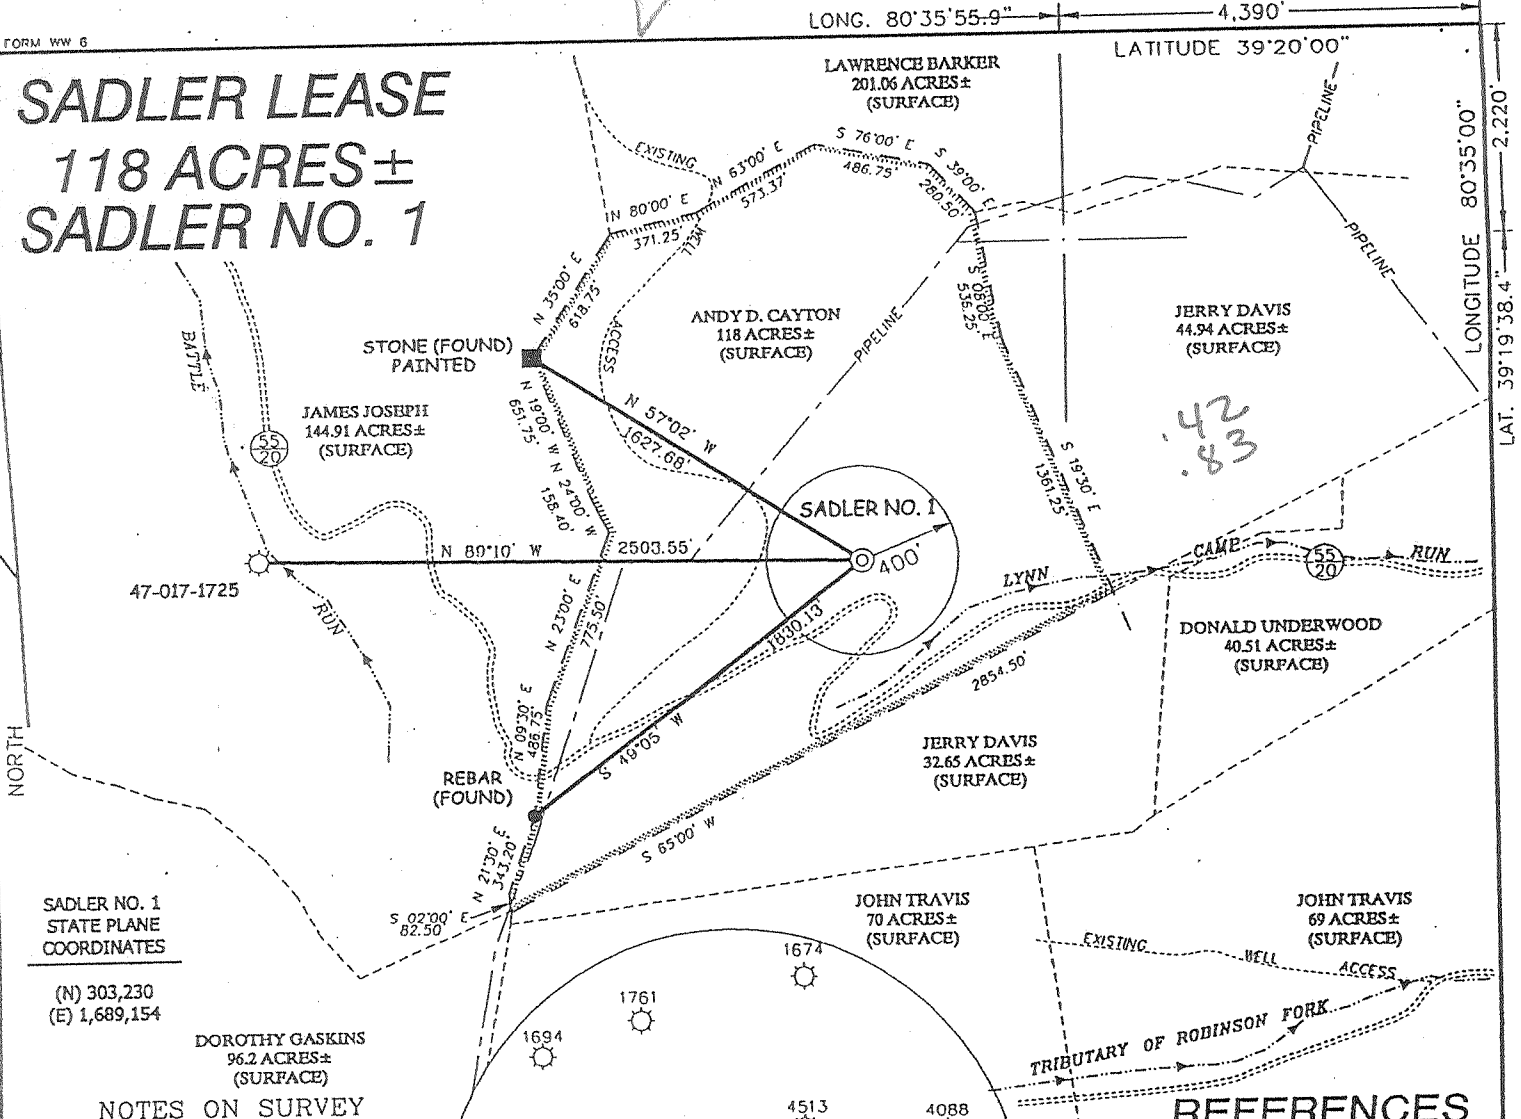 LONG. 80°35'55.9"
4,390'
FORM WW 6
LATITUDE 39°20'00"
SADLER LEASE
118 ACRES±
SADLER NO. 1
LAWRENCE BARKER
201.06 ACRES±
(SURFACE)
LONGITUDE 80°35'00"
2,220'
LAT. 39°19'38.4"
PIPELINE
PIPELINE
PIPELINE
EXISTING
WELL
ACCESS
N 80°00' E
371.25'
N 63°00' E
573.37'
S 76°00' E
486.75'
S 39°00' E
280.50'
S 08°00' E
536.25'
N 35°00' E
618.75'
STONE (FOUND)
PAINTED
ANDY D. CAYTON
118 ACRES±
(SURFACE)
JERRY DAVIS
44.94 ACRES±
(SURFACE)
.42
.83
BATTLE
RUN
JAMES JOSEPH
144.91 ACRES±
(SURFACE)
55
20
N 19°00' W
651.75'
N 24°00' W
158.40'
N 57°02' W
1627.68'
S 19°30' E
1361.25'
SADLER NO. 1
400'
N 89°10' W
2503.55'
47-017-1725
LYNN
CAMP
55
20
RUN
N 23°00' E
775.50
1830.13'
S 49°05' W
DONALD UNDERWOOD
40.51 ACRES±
(SURFACE)
2854.50'
S 65°00' W
N 09°30' E
486.75'
NORTH
REBAR
(FOUND)
JERRY DAVIS
32.65 ACRES±
(SURFACE)
N 21°30' E
343.20'
S 02°00' E
82.50'
SADLER NO. 1
STATE PLANE
COORDINATES
(N) 303,230
(E) 1,689,154
JOHN TRAVIS
70 ACRES±
(SURFACE)
JOHN TRAVIS
69 ACRES±
(SURFACE)
EXISTING
WELL
ACCESS
1674
1761
1694
TRIBUTARY OF ROBINSON FORK
DOROTHY GASKINS
96.2 ACRES±
(SURFACE)
NOTES ON SURVEY
4513
4088
REFERENCES